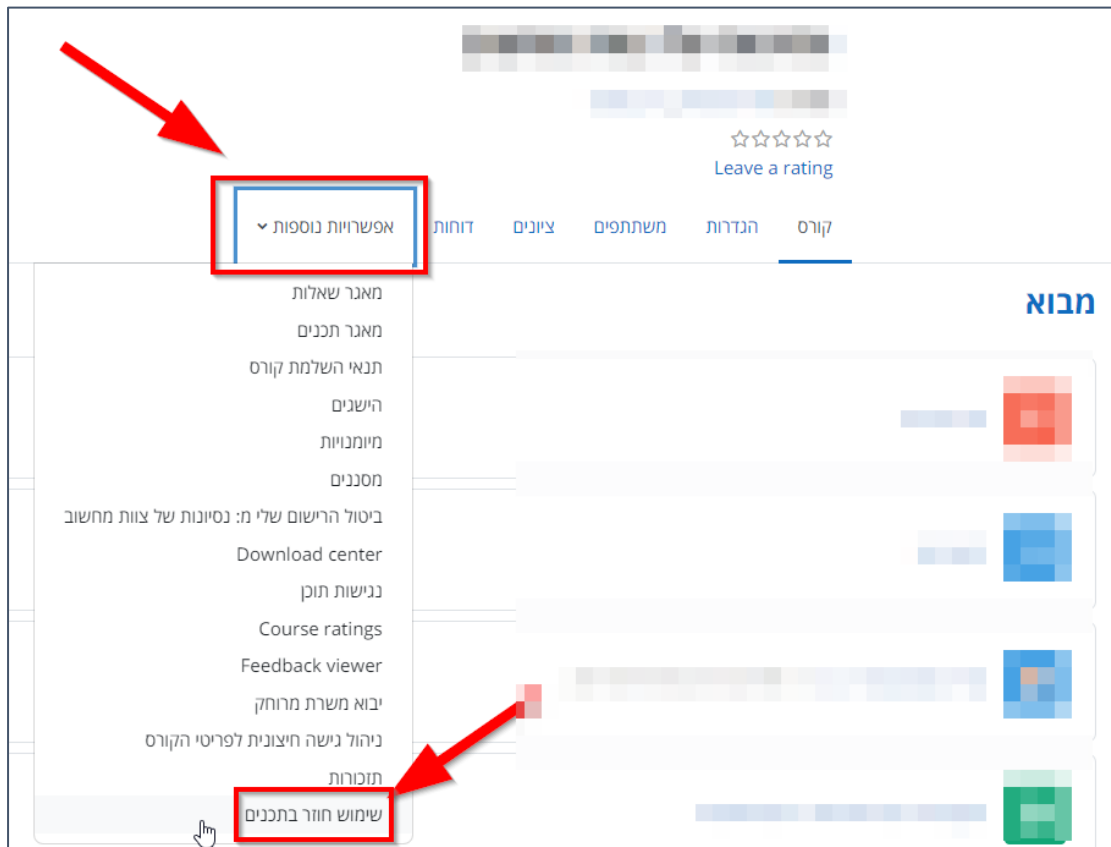 Leave a rating
קורס
הגדרות
משתתפים
ציונים
דוחות
אפשרויות נוספות
מבוא
מאגר שאלות
מאגר תכנים
תנאי השלמת קורס
הישגים
מיומנויות
מסננים
ביטול הרישום שלי מ: נסיונות של צוות מחשוב
Download center
נגישות תוכן
Course ratings
Feedback viewer
יבוא משרת מרוחק
ניהול גישה חיצונית לפריטי הקורס
תזכורות
שימוש חוזר בתכנים